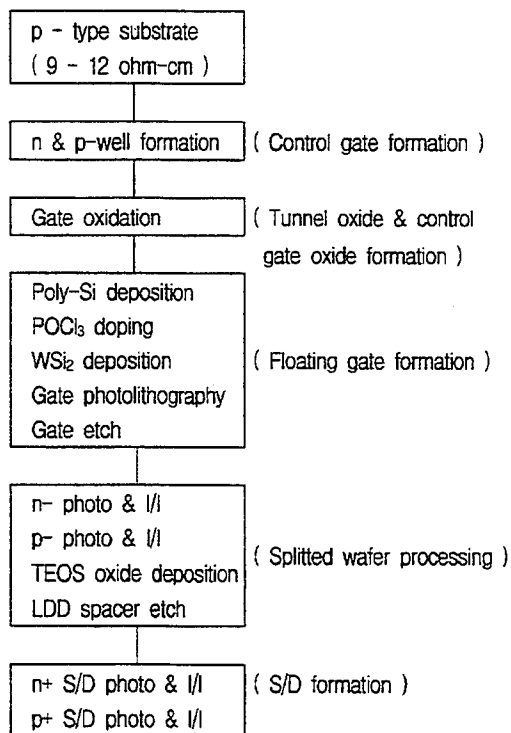 p - type substrate
( 9 - 12 ohm-cm )
n & p-well formation
( Control gate formation )
Gate oxidation
( Tunnel oxide & control
gate oxide formation )
Poly-Si deposition
POCl₃ doping
WSi₂ deposition
Gate photolithography
Gate etch
( Floating gate formation )
n- photo & I/I
p- photo & I/I
TEOS oxide deposition
LDD spacer etch
( Splitted wafer processing )
n+ S/D photo & I/I
p+ S/D photo & I/I
( S/D formation )